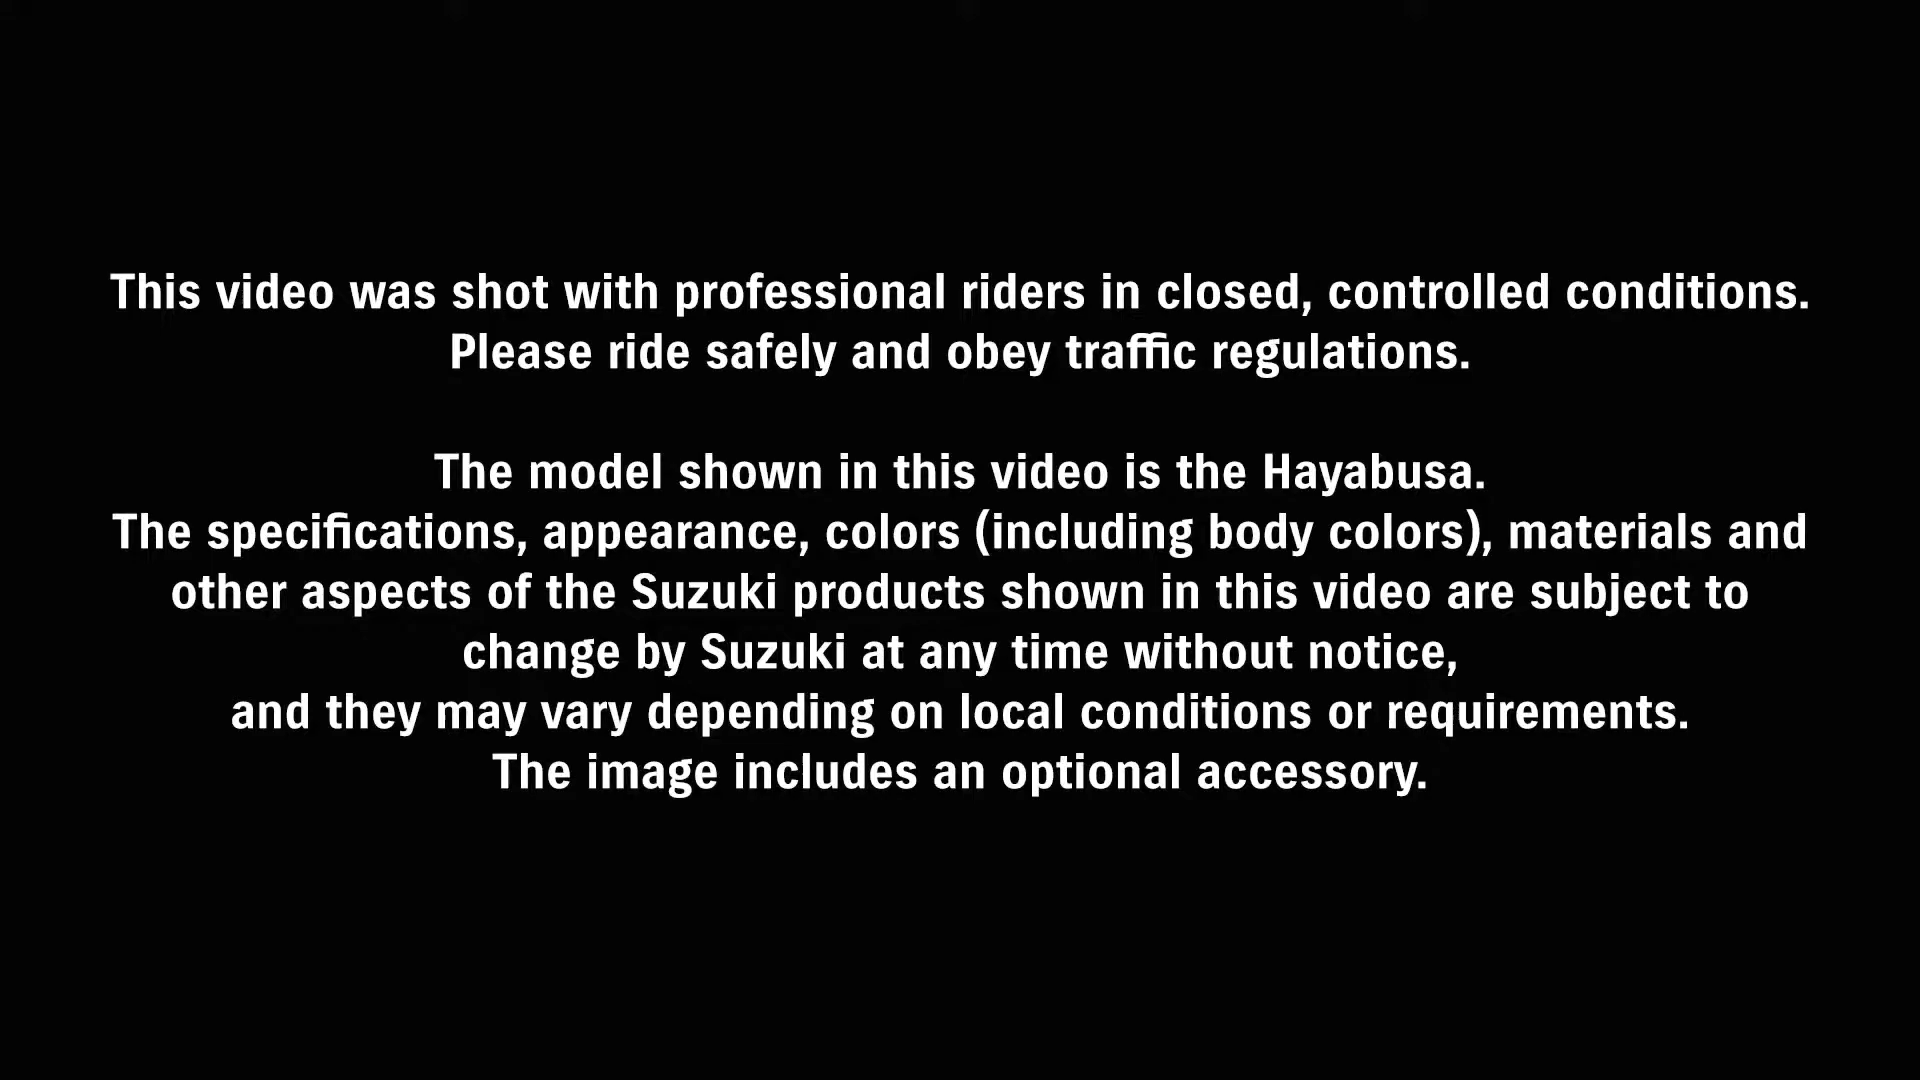 This video was shot with professional riders in closed, controlled conditions.
Please ride safely and obey traffic regulations.
The model shown in this video is the Hayabusa.
The specifications, appearance, colors (including body colors), materials and
other aspects of the Suzuki products shown in this video are subject to
change by Suzuki at any time without notice,
and they may vary depending on local conditions or requirements.
The image includes an optional accessory.